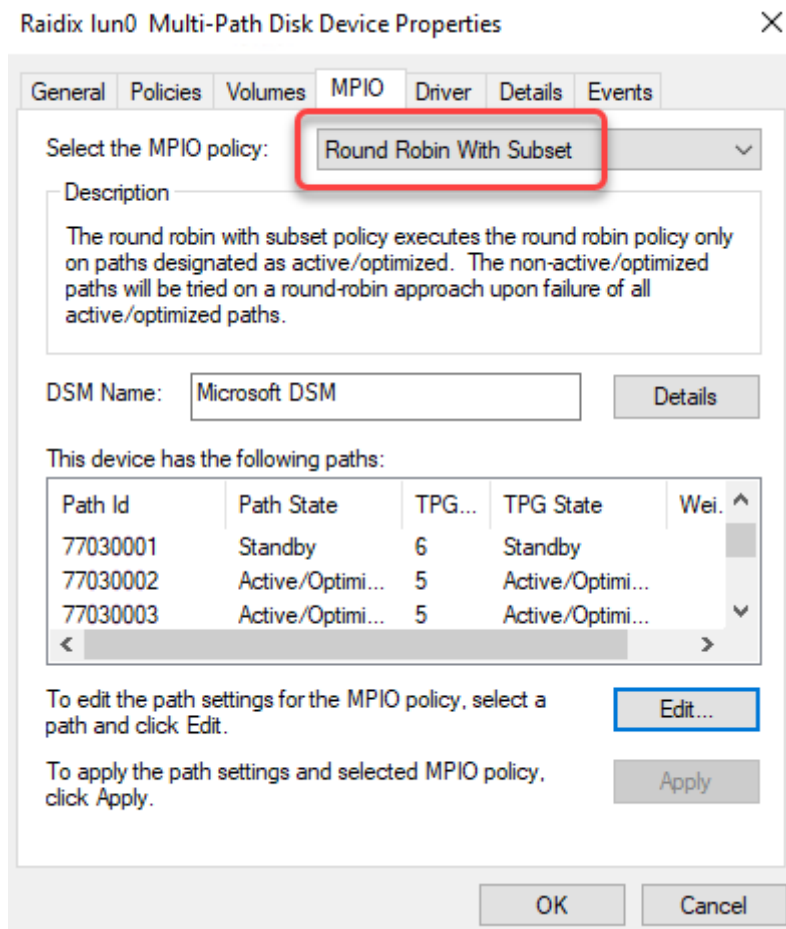 Raidix lun0 Multi-Path Disk Device Properties
General Policies Volumes MPIO Driver Details Events
Select the MPIO policy: Round Robin With Subset
Description
The round robin with subset policy executes the round robin policy only
on paths designated as active/optimized. The non-active/optimized
paths will be tried on a round-robin approach upon failure of all
active/optimized paths.
DSM Name: Microsoft DSM Details
This device has the following paths:
Path Id Path State TPG... TPG State Wei.
77030001 Standby 6 Standby
77030002 Active/Optimi... 5 Active/Optimi...
77030003 Active/Optimi... 5 Active/Optimi...
To edit the path settings for the MPIO policy, select a
path and click Edit.
Edit...
To apply the path settings and selected MPIO policy,
click Apply.
Apply
OK Cancel